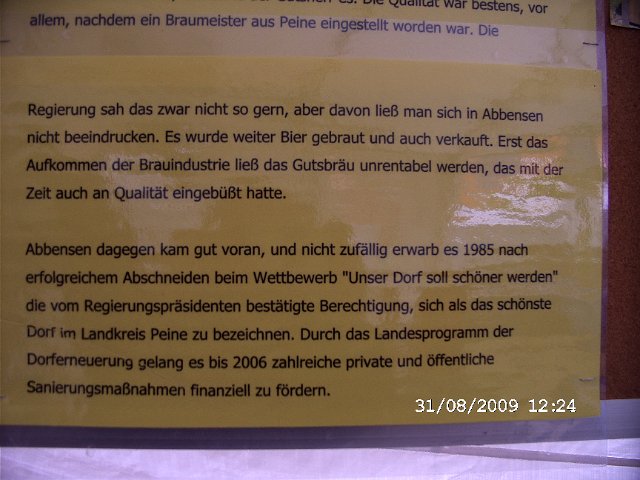 Die Qualität war bestens, vor
allem, nachdem ein Braumeister aus Peine eingestellt worden war. Die
Regierung sah das zwar nicht so gern, aber davon ließ man sich in Abbensen
nicht beeindrucken. Es wurde weiter Bier gebraut und auch verkauft. Erst das
Aufkommen der Brauindustrie ließ das Gutsbräu unrentabel werden, das mit der
Zeit auch an Qualität eingebüßt hatte.
Abbensen dagegen kam gut voran, und nicht zufällig erwarb es 1985 nach
erfolgreichem Abschneiden beim Wettbewerb "Unser Dorf soll schöner werden"
die vom Regierungspräsidenten bestätigte Berechtigung, sich als das schönste
Dorf im Landkreis Peine zu bezeichnen. Durch das Landesprogramm der
Dorferneuerung gelang es bis 2006 zahlreiche private und öffentliche
Sanierungsmaßnahmen finanziell zu fördern.
31/08/2009 12:24